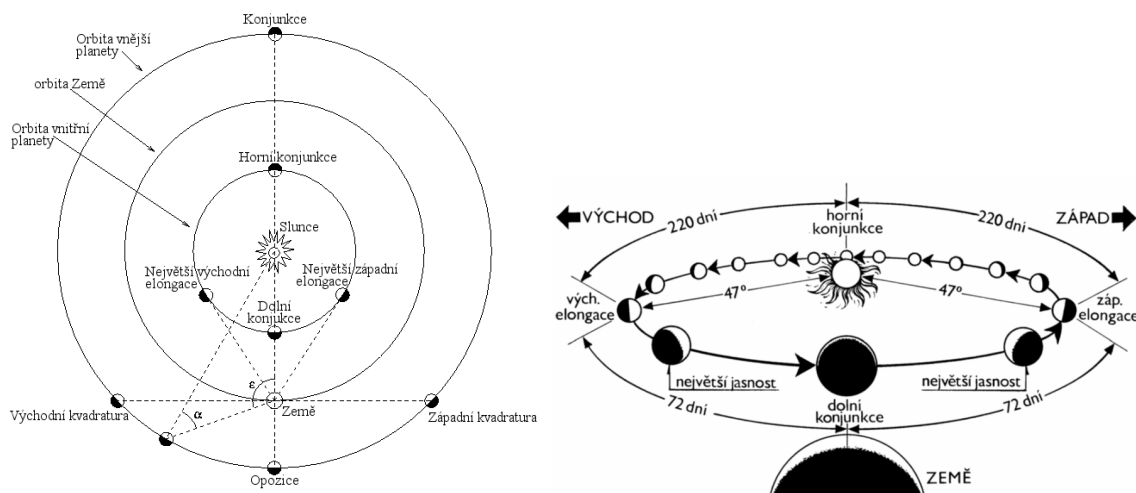 Konjunkce
Orbita vnější
planety
orbita Země
Orbita vnitřní
planety
Horní konjunkce
Slunce
Největší východní
elongace
Největší západní
elongace
Dolní
konjukce
ε
α
Země
Východní kvadratura
Západní kvadratura
Opozice
VÝCHOD
220 dní
horní
konjunkce
220 dní
ZÁPAD
47°
47°
vých.
elongace
záp.
elongace
největší jasnost
největší jasnost
72 dní
dolní
konjunkce
72 dní
ZEMĚ